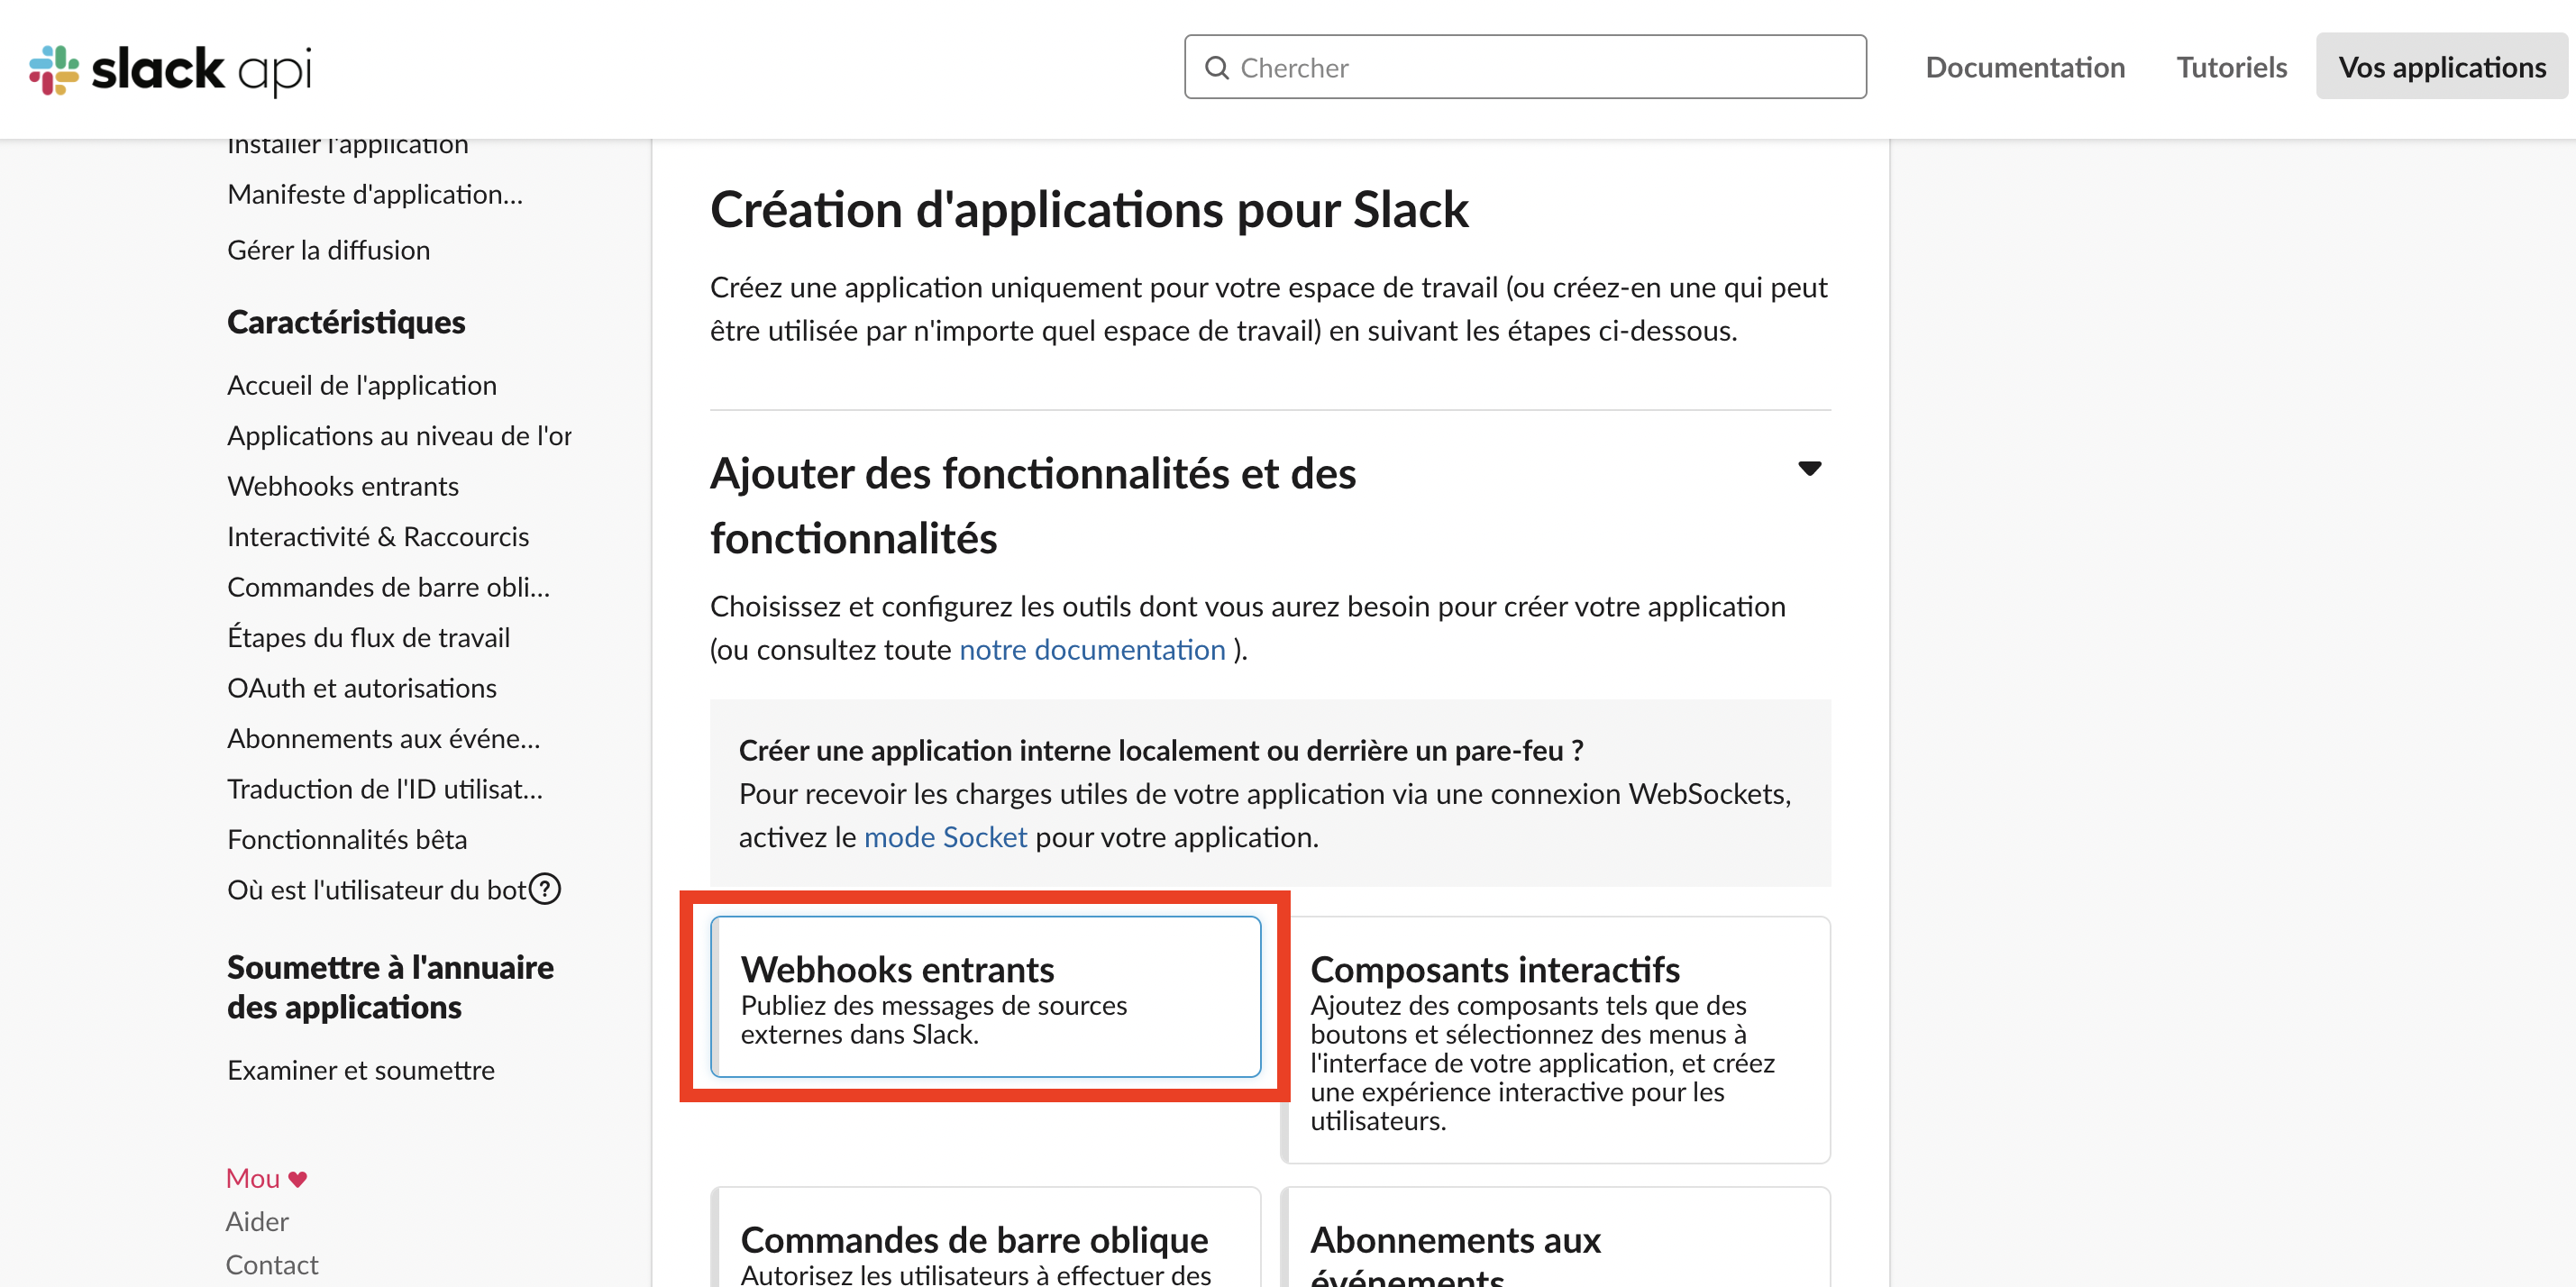 slack api
Chercher
Documentation
Tutoriels
Vos applications
Installer l'application
Manifeste d'application...
Gérer la diffusion
Caractéristiques
Accueil de l'application
Applications au niveau de l'or
Webhooks entrants
Interactivité & Raccourcis
Commandes de barre obli...
Étapes du flux de travail
OAuth et autorisations
Abonnements aux événe...
Traduction de l'ID utilisat...
Fonctionnalités bêta
Où est l'utilisateur du bot ?
Soumettre à l'annuaire
des applications
Examiner et soumettre
Mou ♥
Aider
Contact
Création d'applications pour Slack
Créez une application uniquement pour votre espace de travail (ou créez-en une qui peut
être utilisée par n'importe quel espace de travail) en suivant les étapes ci-dessous.
Ajouter des fonctionnalités et des
fonctionnalités
Choisissez et configurez les outils dont vous aurez besoin pour créer votre application
(ou consultez toute notre documentation ).
Créer une application interne localement ou derrière un pare-feu ?
Pour recevoir les charges utiles de votre application via une connexion WebSockets,
activez le mode Socket pour votre application.
Webhooks entrants
Publiez des messages de sources
externes dans Slack.
Composants interactifs
Ajoutez des composants tels que des
boutons et sélectionnez des menus à
l'interface de votre application, et créez
une expérience interactive pour les
utilisateurs.
Commandes de barre oblique
Autorisez les utilisateurs à effectuer des
Abonnements aux
événements